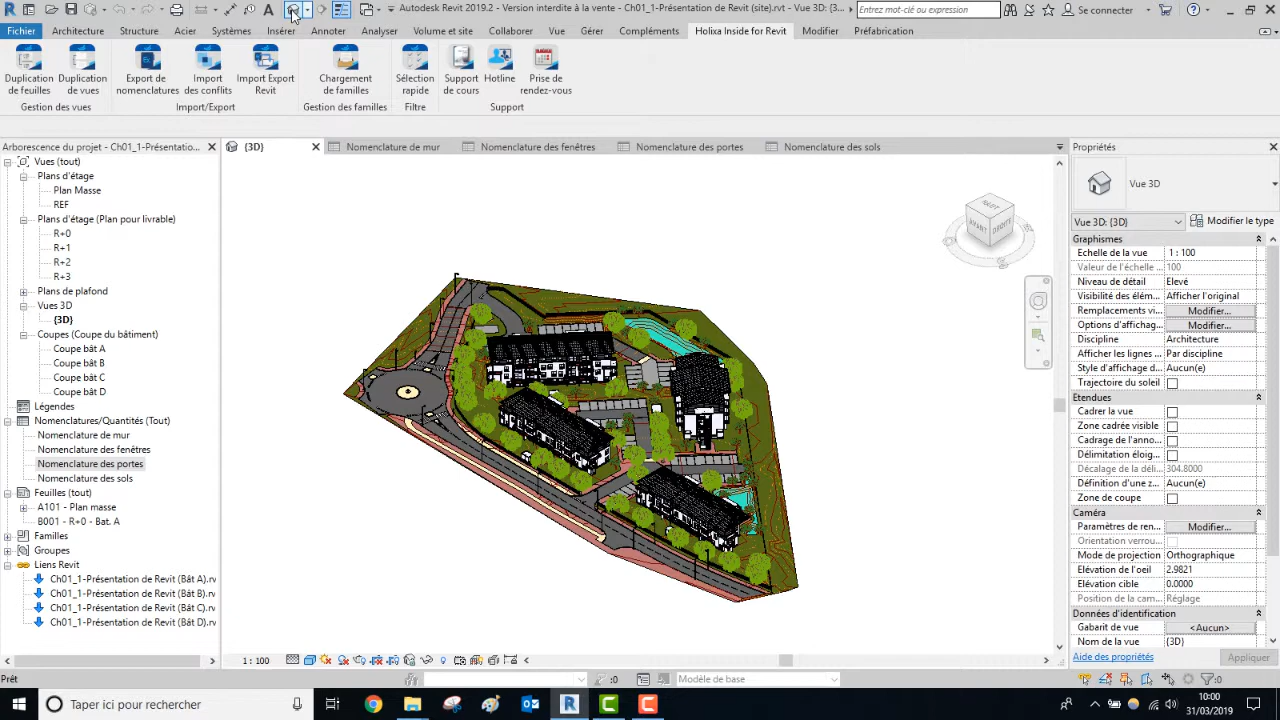 Autodesk Revit 2019.2 - Version interdite à la vente - Ch01_1-Présentation de Revit (site).rvt - Vue 3D: {3...
Entrez mot-clé ou expression
Se connecter
Fichier Architecture Structure Acier Systèmes Insérer Annoter Analyser Volume et site Collaborer Vue Gérer Compléments Holixa Inside for Revit Modifier Préfabrication
Duplication de feuilles
Duplication de vues
Export de nomenclatures
Import des conflits
Import Export Revit
Chargement de familles
Sélection rapide
Support de cours
Hotline
Prise de rendez-vous
Gestion des vues Import/Export Gestion des familles Filtre Support
Arborescence du projet - Ch01_1-Présentatio...
{3D} Nomenclature de mur Nomenclature des fenêtres Nomenclature des portes Nomenclature des sols
Vues (tout)
Plans d'étage
Plan Masse
REF
Plans d'étage (Plan pour livrable)
R+0
R+1
R+2
R+3
Plans de plafond
Vues 3D
{3D}
Coupes (Coupe du bâtiment)
Coupe bât A
Coupe bât B
Coupe bât C
Coupe bât D
Légendes
Nomenclatures/Quantités (Tout)
Nomenclature de mur
Nomenclature des fenêtres
Nomenclature des portes
Nomenclature des sols
Feuilles (tout)
A101 - Plan masse
B001 - R+0 - Bat. A
Familles
Groupes
Liens Revit
Ch01_1-Présentation de Revit (Bât A).rv
Ch01_1-Présentation de Revit (Bât B).rv
Ch01_1-Présentation de Revit (Bât C).rv
Ch01_1-Présentation de Revit (Bât D).rv
AVANT DROITE
Propriétés
Vue 3D
Vue 3D: {3D} Modifier le type
Graphismes
Echelle de la vue 1 : 100
Valeur de l'échelle ... 100
Niveau de détail Elevé
Visibilité des élém... Afficher l'original
Remplacements vi... Modifier...
Options d'affichag... Modifier...
Discipline Architecture
Afficher les lignes ... Par discipline
Style d'affichage d... Aucun(e)
Trajectoire du soleil
Etendues
Cadrer la vue
Zone cadrée visible
Cadrage de l'anno...
Délimitation éloig...
Décalage de la déli... 304.8000
Définition d'une z... Aucun(e)
Zone de coupe
Caméra
Paramètres de ren... Modifier...
Orientation verrou...
Mode de projection Orthographique
Elévation de l'oeil 2.9821
Elévation cible 0.0000
Position de la cam... Réglage
Données d'identification
Gabarit de vue <Aucun>
Nom de la vue {3D}
Aide des propriétés Appliquer
1 : 100
Prêt
:0 Modèle de base :0
Taper ici pour rechercher
10:00
31/03/2019